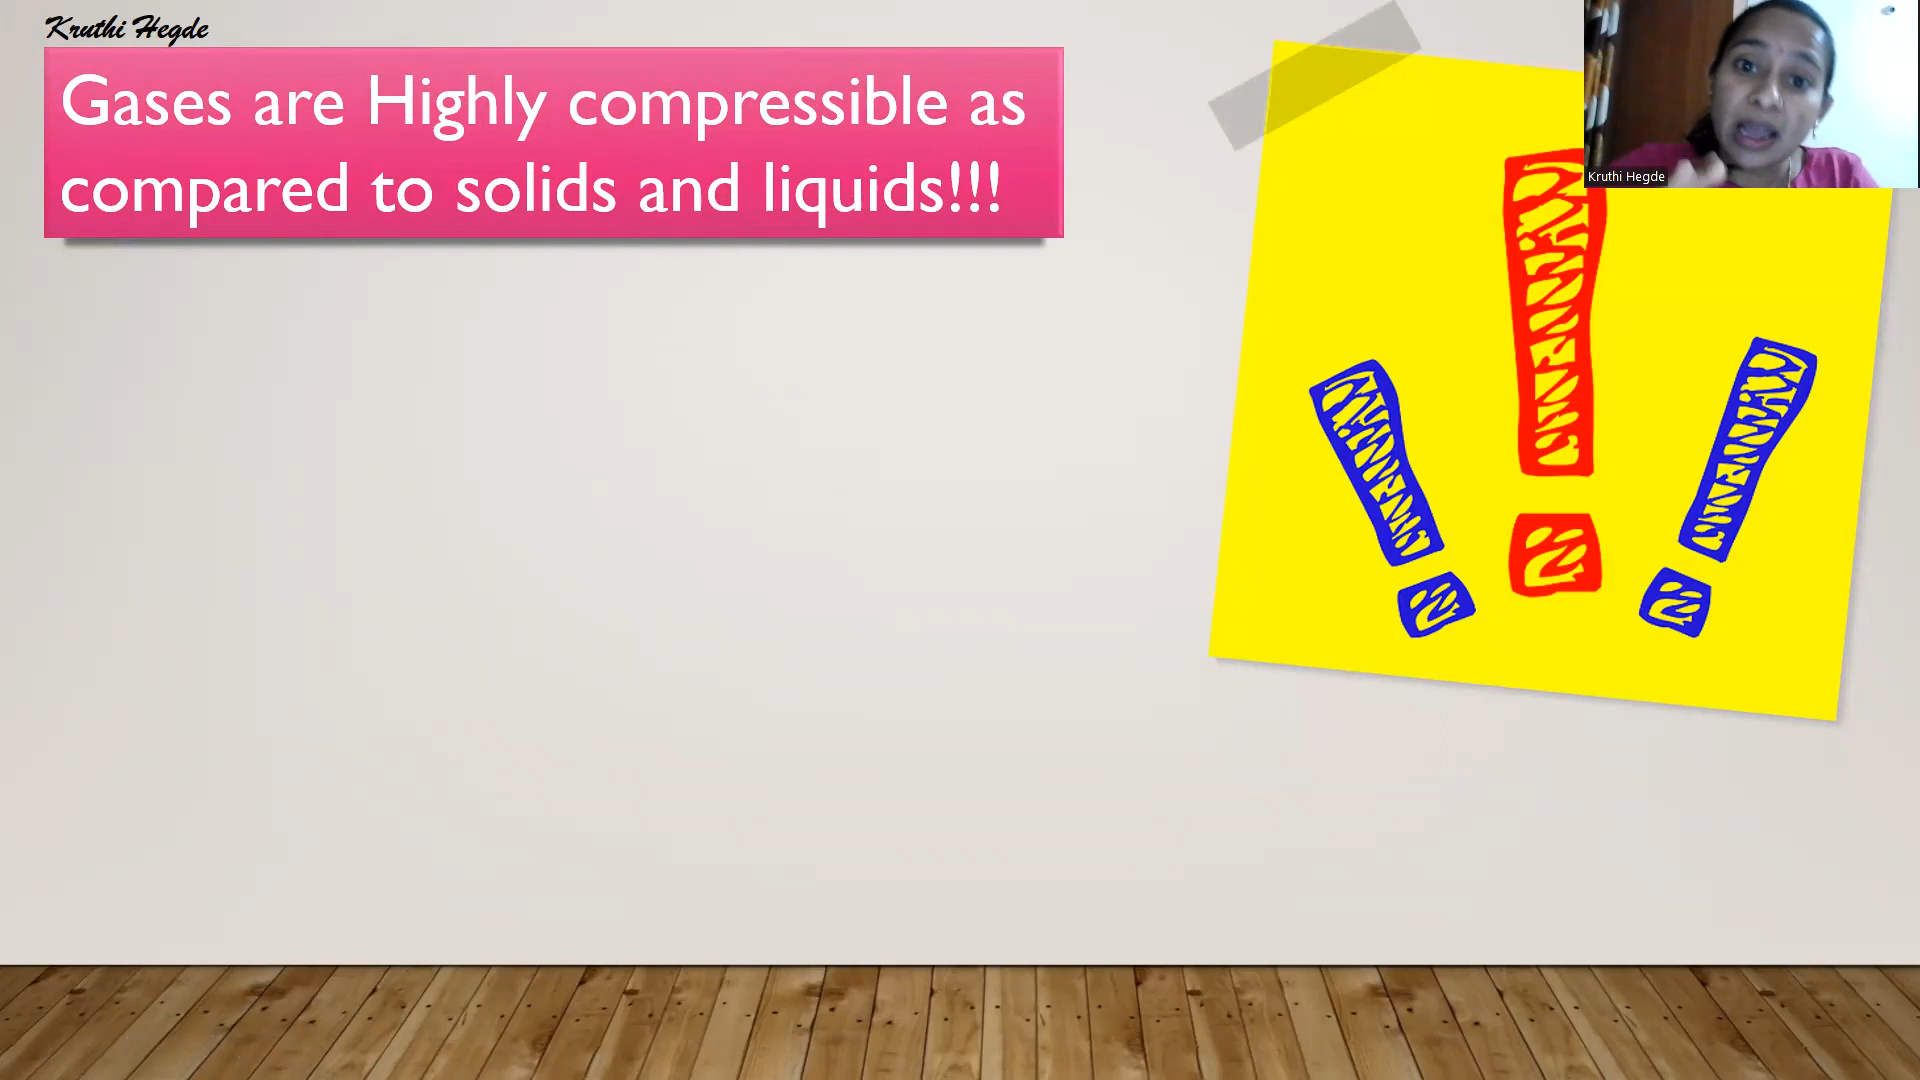 Kruthi Hegde
Gases are Highly compressible as
compared to solids and liquids!!!
Kruthi Hegde